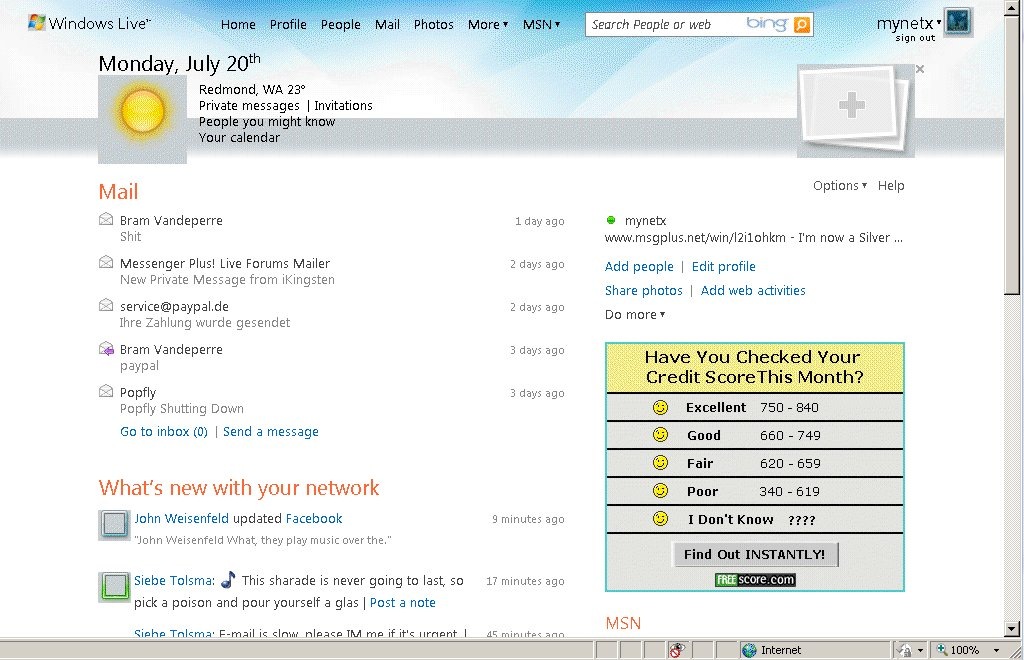 Windows Live™
Home Profile People Mail Photos More ▾ MSN ▾
Search People or web bing
mynetx ▾
sign out
Monday, July 20th
Redmond, WA 23°
Private messages | Invitations
People you might know
Your calendar
Options ▾ Help
Mail
Bram Vandeperre 1 day ago
Shit
Messenger Plus! Live Forums Mailer 2 days ago
New Private Message from iKingsten
service@paypal.de 2 days ago
Ihre Zahlung wurde gesendet
Bram Vandeperre 3 days ago
paypal
Popfly 3 days ago
Popfly Shutting Down
Go to inbox (0) | Send a message
What's new with your network
John Weisenfeld updated Facebook 9 minutes ago
"John Weisenfeld What, they play music over the."
Siebe Tolsma: This sharade is never going to last, so 17 minutes ago
pick a poison and pour yourself a glas | Post a note
Siebe Tolsma: E-mail is slow, please IM me if it's urgent. | 45 minutes ago
mynetx
www.msgplus.net/win/l2i1ohkm - I'm now a Silver ...
Add people | Edit profile
Share photos | Add web activities
Do more ▾
Have You Checked Your
Credit ScoreThis Month?
Excellent 750 - 840
Good 660 - 749
Fair 620 - 659
Poor 340 - 619
I Don't Know ????
Find Out INSTANTLY!
FREEscore.com
MSN
Internet 100%